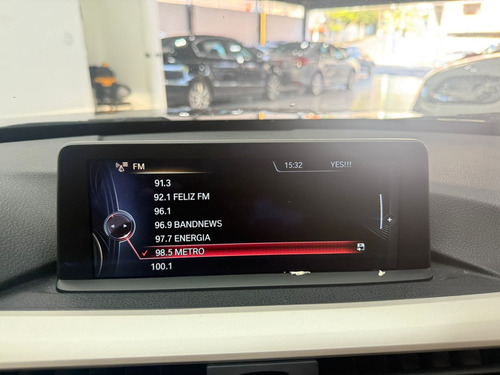 FM 15:32 YES!!!
91.3
92.1 FELIZ FM
96.1
96.9 BANDNEWS
97.7 ENERGIA
98.5 METRO
100.1